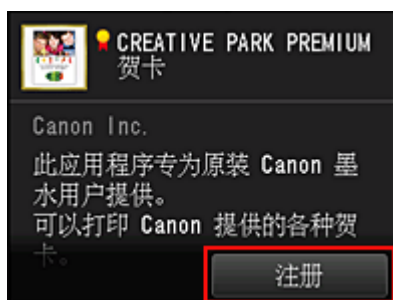 CREATIVE PARK PREMIUM
贺卡
Canon Inc.
此应用程序专为原装 Canon 墨
水用户提供。
可以打印 Canon 提供的各种贺
卡。
注册